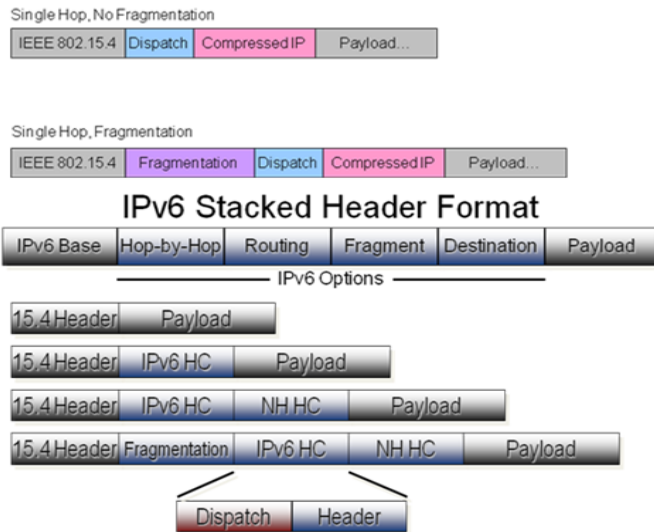 Single Hop, No Fragmentation
IEEE 802.15.4 Dispatch Compressed IP Payload...
Single Hop, Fragmentation
IEEE 802.15.4 Fragmentation Dispatch Compressed IP Payload...
IPv6 Stacked Header Format
IPv6 Base Hop-by-Hop Routing Fragment Destination Payload
IPv6 Options
15.4 Header Payload
15.4 Header IPv6 HC Payload
15.4 Header IPv6 HC NH HC Payload
15.4 Header Fragmentation IPv6 HC NH HC Payload
Dispatch Header